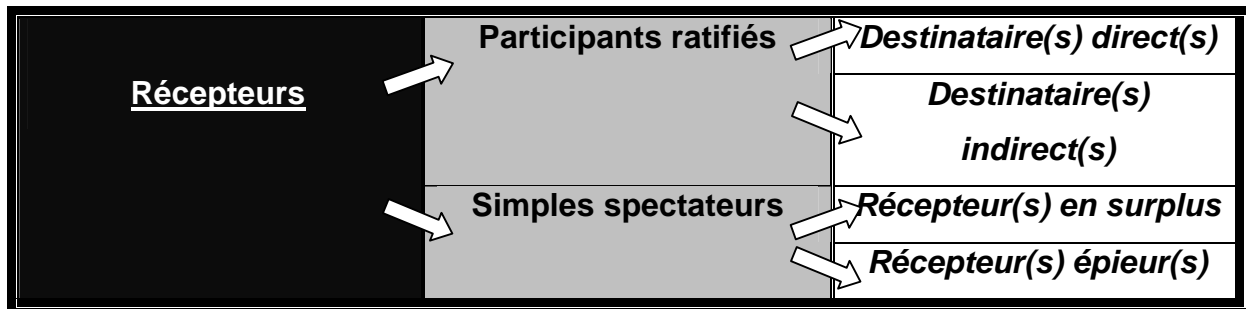 Participants ratifiés
Destinataire(s) direct(s)
Récepteurs
Destinataire(s)
indirect(s)
Simples spectateurs
Récepteur(s) en surplus
Récepteur(s) épieur(s)